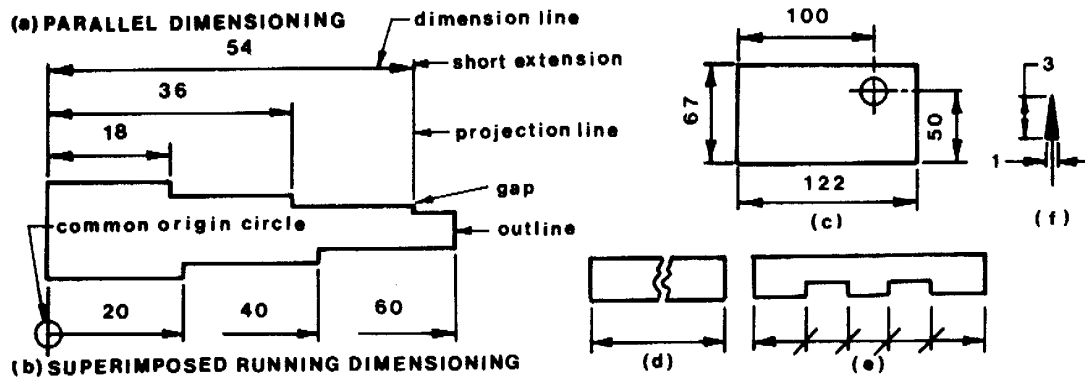 (a) PARALLEL DIMENSIONING
dimension line
54
short extension
36
projection line
18
gap
common origin circle
outline
20
40
60
(b) SUPERIMPOSED RUNNING DIMENSIONING
100
67
50
122
(c)
3
1
(f)
(d)
(e)